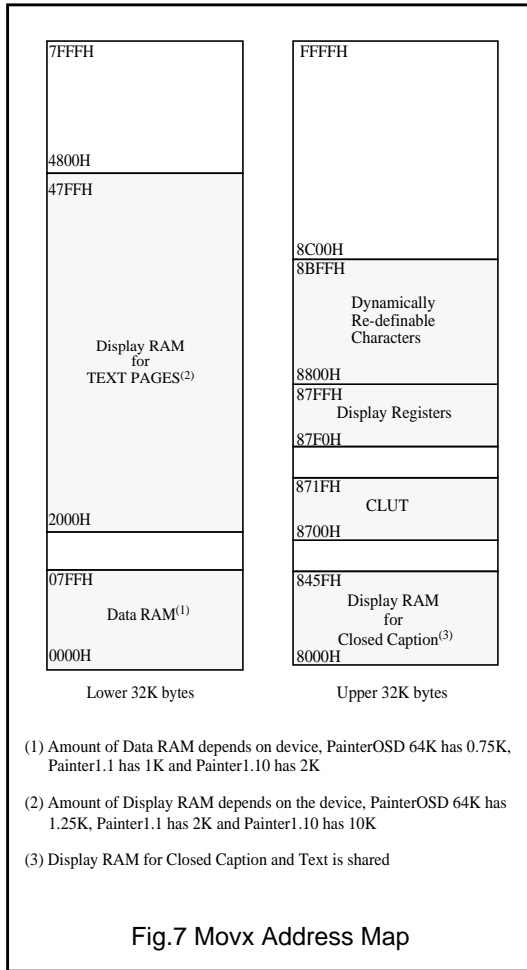 7FFFH
4800H
47FFH
Display RAM
for
TEXT PAGES(2)
2000H
07FFH
Data RAM(1)
0000H
Lower 32K bytes
FFFFH
8C00H
8BFFH
Dynamically
Re-definable
Characters
8800H
87FFH
Display Registers
87F0H
871FH
CLUT
8700H
845FH
Display RAM
for
Closed Caption(3)
8000H
Upper 32K bytes
(1) Amount of Data RAM depends on device, PainterOSD 64K has 0.75K,
Painter1.1 has 1K and Painter1.10 has 2K
(2) Amount of Display RAM depends on the device, PainterOSD 64K has
1.25K, Painter1.1 has 2K and Painter1.10 has 10K
(3) Display RAM for Closed Caption and Text is shared
Fig.7 Movx Address Map